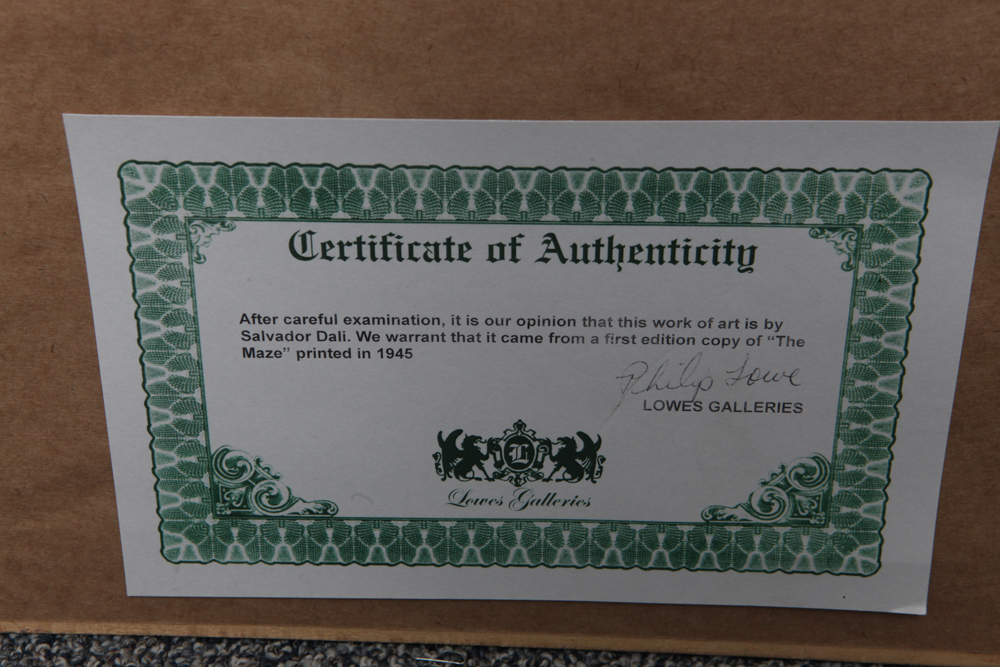 Certificate of Authenticity
After careful examination, it is our opinion that this work of art is by
Salvador Dali. We warrant that it came from a first edition copy of “The
Maze” printed in 1945
Philip Lowe
LOWES GALLERIES
L
Lowes Galleries